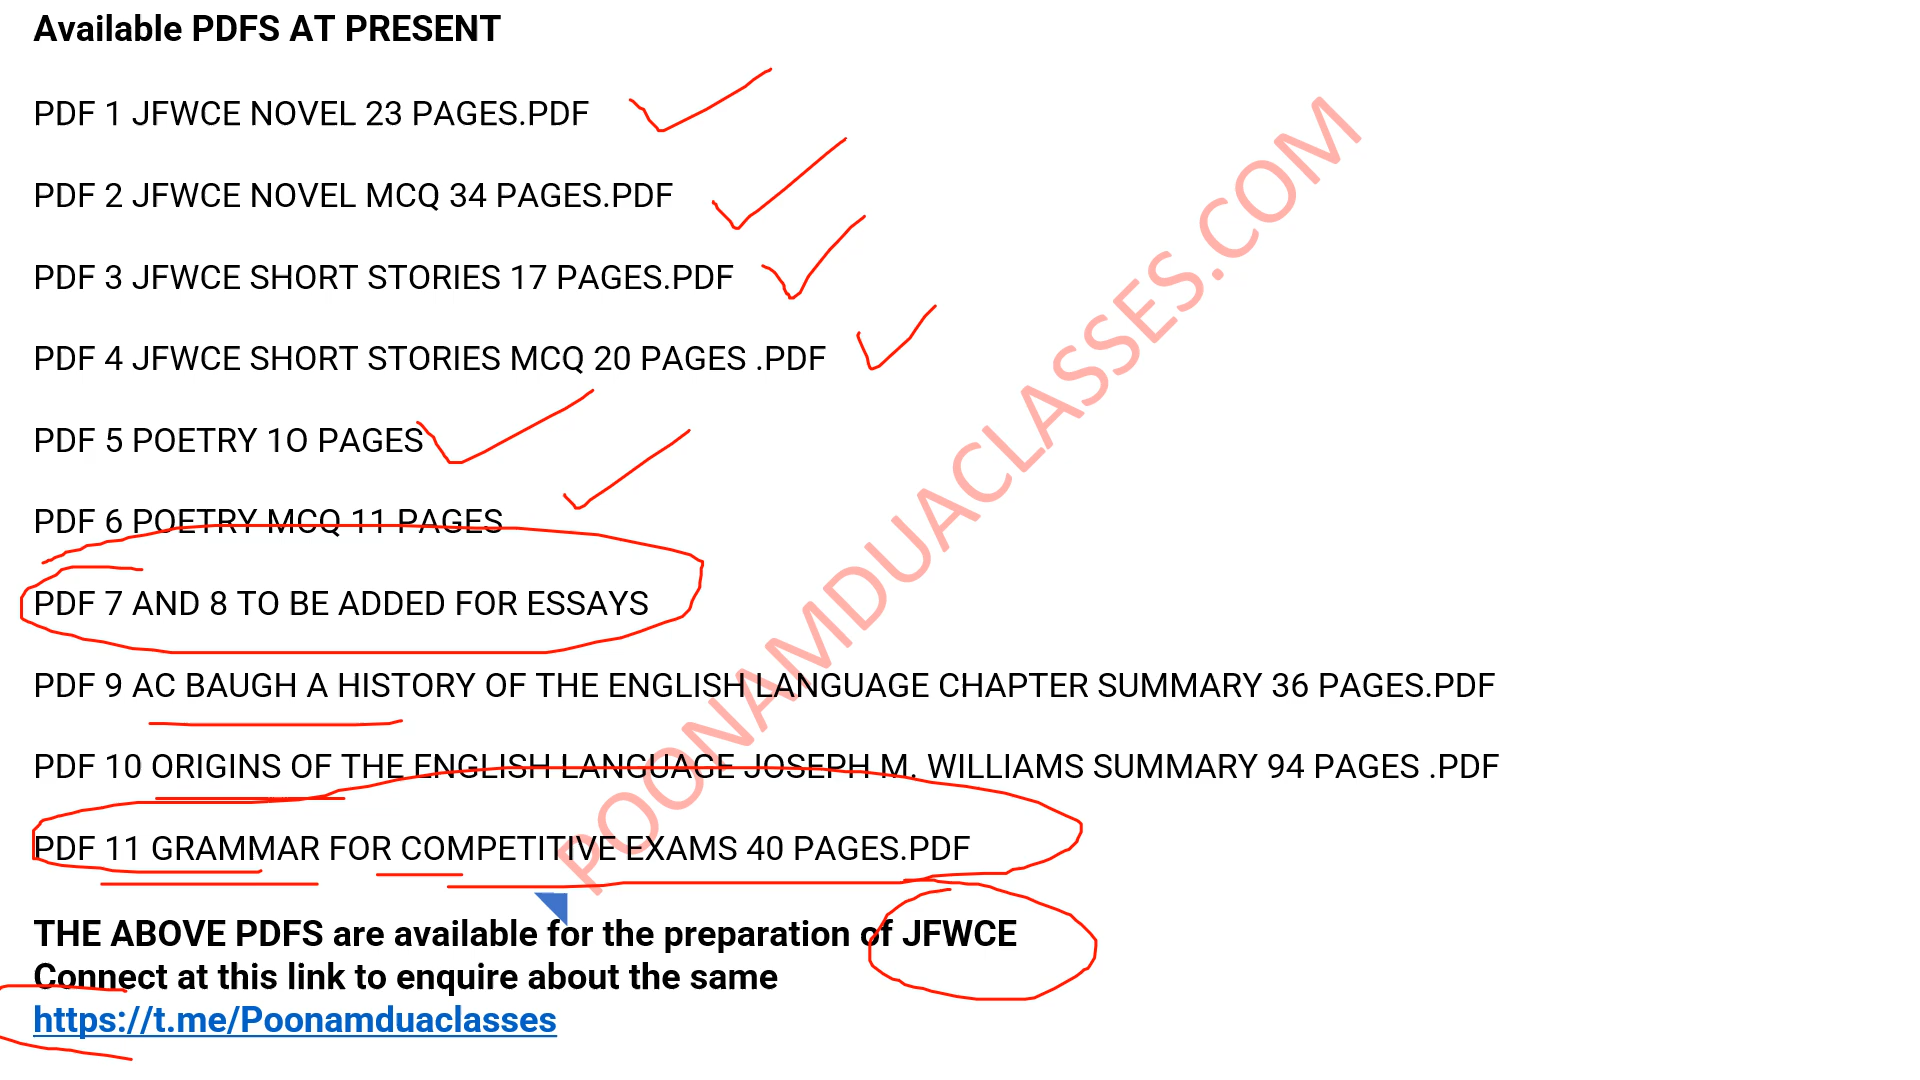 Available PDFS AT PRESENT
PDF 1 JFWCE NOVEL 23 PAGES.PDF
PDF 2 JFWCE NOVEL MCQ 34 PAGES.PDF
PDF 3 JFWCE SHORT STORIES 17 PAGES.PDF
PDF 4 JFWCE SHORT STORIES MCQ 20 PAGES .PDF
PDF 5 POETRY 1O PAGES
PDF 6 POETRY MCQ 11 PAGES
PDF 7 AND 8 TO BE ADDED FOR ESSAYS
PDF 9 AC BAUGH A HISTORY OF THE ENGLISH LANGUAGE CHAPTER SUMMARY 36 PAGES.PDF
PDF 10 ORIGINS OF THE ENGLISH LANGUAGE JOSEPH M. WILLIAMS SUMMARY 94 PAGES .PDF
PDF 11 GRAMMAR FOR COMPETITIVE EXAMS 40 PAGES.PDF
THE ABOVE PDFS are available for the preparation of JFWCE
Connect at this link to enquire about the same
https://t.me/Poonamduaclasses
POONAMDUACLASSES.COM